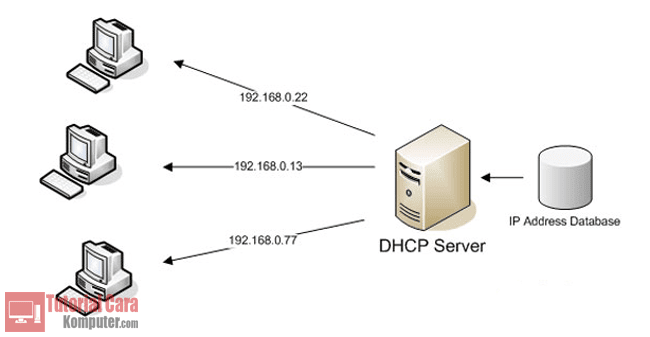 192.168.0.22
192.168.0.13
192.168.0.77
DHCP Server
IP Address Database
Tutorial Cara
Komputer.com